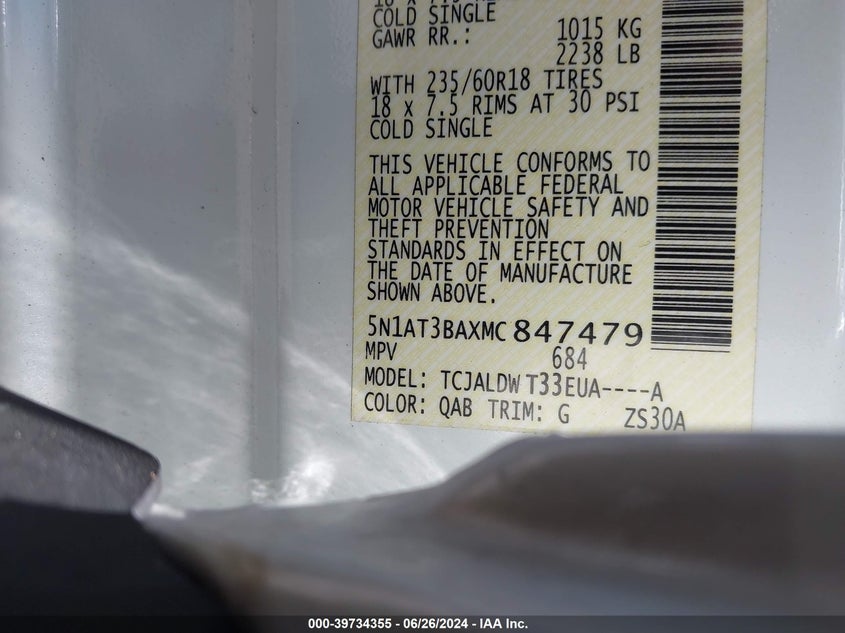 COLD SINGLE
GAWR RR.: 1015 KG
2238 LB
WITH 235/60R18 TIRES
18 x 7.5 RIMS AT 30 PSI
COLD SINGLE
THIS VEHICLE CONFORMS TO
ALL APPLICABLE FEDERAL
MOTOR VEHICLE SAFETY AND
THEFT PREVENTION
STANDARDS IN EFFECT ON
THE DATE OF MANUFACTURE
SHOWN ABOVE.
5N1AT3BAXMC847479
MPV 684
MODEL: TCJALDWT33EUA----A
COLOR: QAB TRIM: G ZS30A
000-39734355 - 06/26/2024 - IAA Inc.